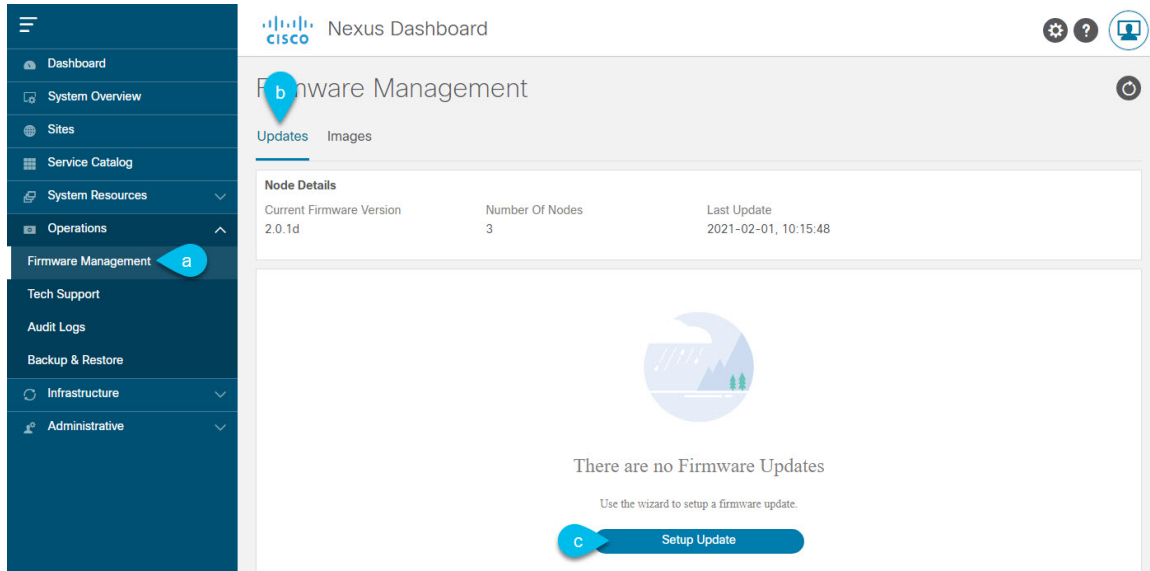 CISCO Nexus Dashboard
?
Dashboard
System Overview
Sites
Service Catalog
System Resources
Operations
Firmware Management a
Tech Support
Audit Logs
Backup & Restore
Infrastructure
Administrative
Management
b
Updates Images
Node Details
Current Firmware Version Number Of Nodes Last Update
2.0.1d 3 2021-02-01, 10:15:48
There are no Firmware Updates
Use the wizard to setup a firmware update.
c Setup Update